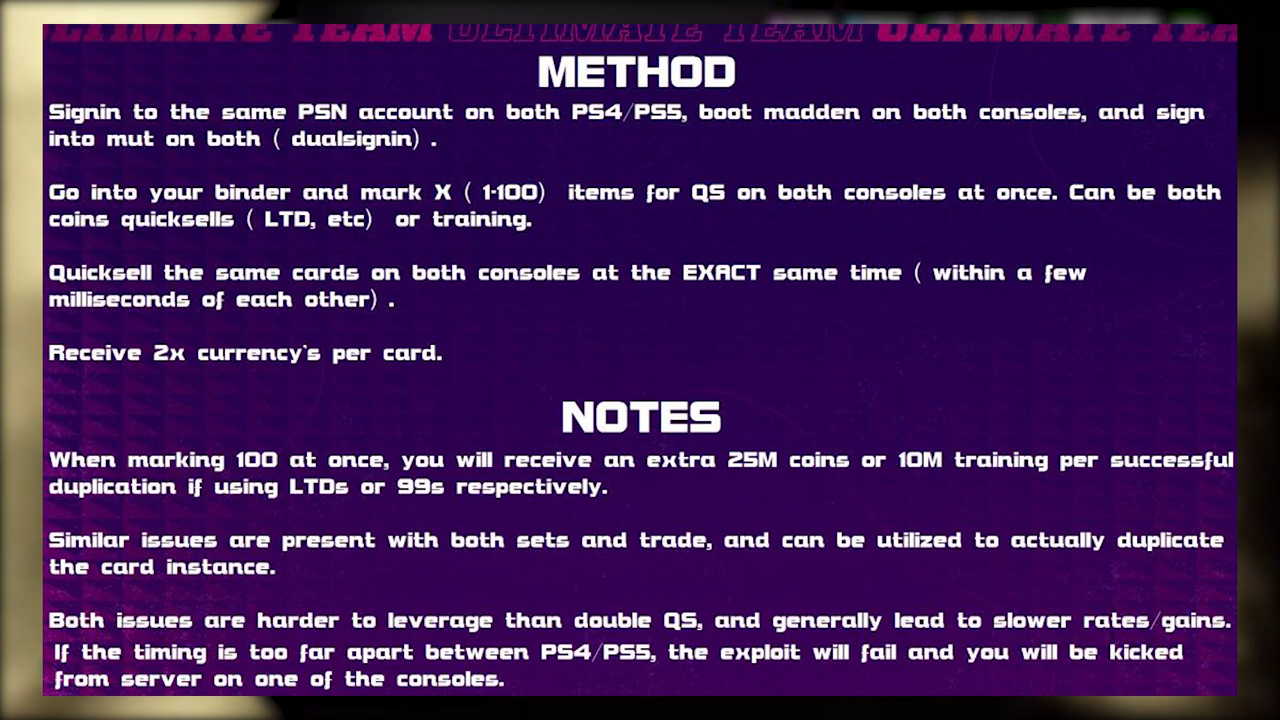 ULTIMATE TEAM ULTIMATE TEAM ULTIMATE TEA
METHOD
Signin to the same PSN account on both PS4/PS5, boot madden on both consoles, and sign
into mut on both ( dualsignin) .
Go into your binder and mark X ( 1-100) items for QS on both consoles at once. Can be both
coins quicksells ( LTD, etc) or training.
Quicksell the same cards on both consoles at the EXACT same time ( within a few
milliseconds of each other) .
Receive 2x currency's per card.
NOTES
When marking 100 at once, you will receive an extra 25M coins or 10M training per successful
duplication if using LTDs or 99s respectively.
Similar issues are present with both sets and trade, and can be utilized to actually duplicate
the card instance.
Both issues are harder to leverage than double QS, and generally lead to slower rates/gains.
If the timing is too far apart between PS4/PS5, the exploit will fail and you will be kicked
from server on one of the consoles.